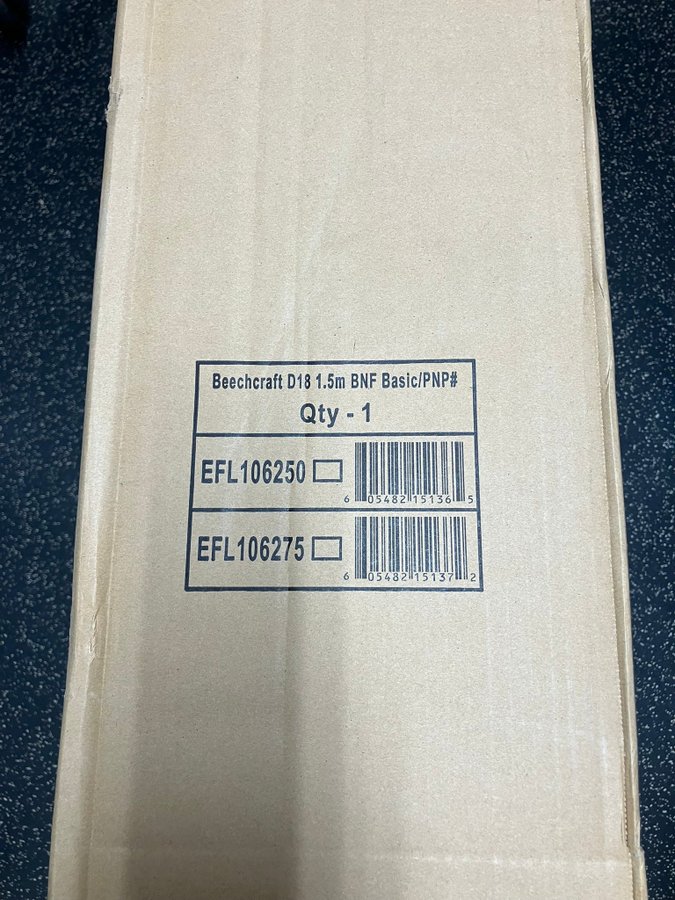 Beechcraft D18 1.5m BNF Basic/PNP#
Qty - 1
EFL106250
6 05482 15136 5
EFL106275
6 05482 15137 2